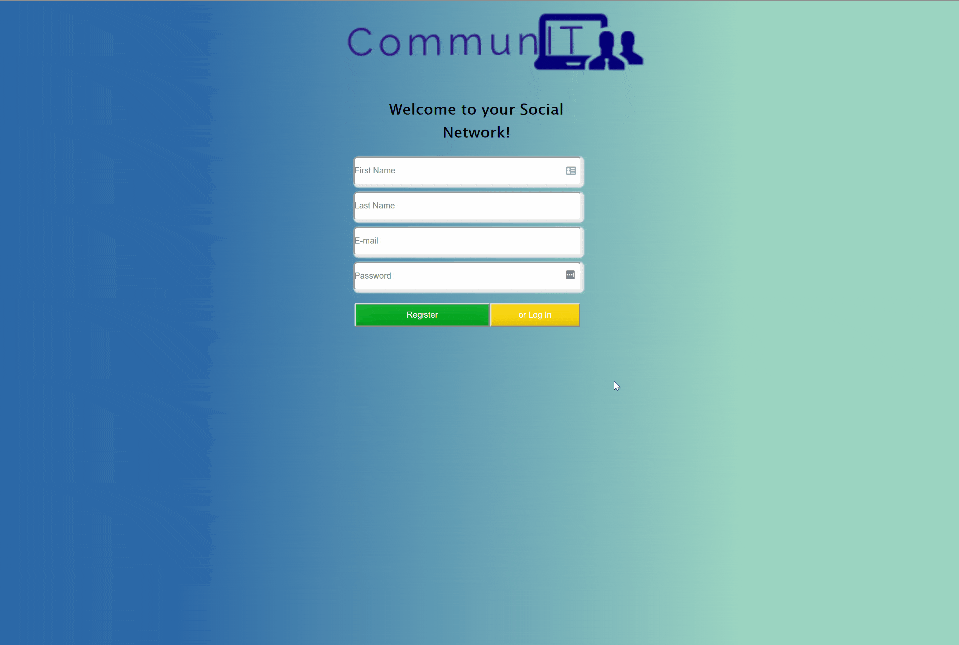 CommunIT
Welcome to your Social
Network!
First Name
Last Name
E-mail
Password
Register
or Log In